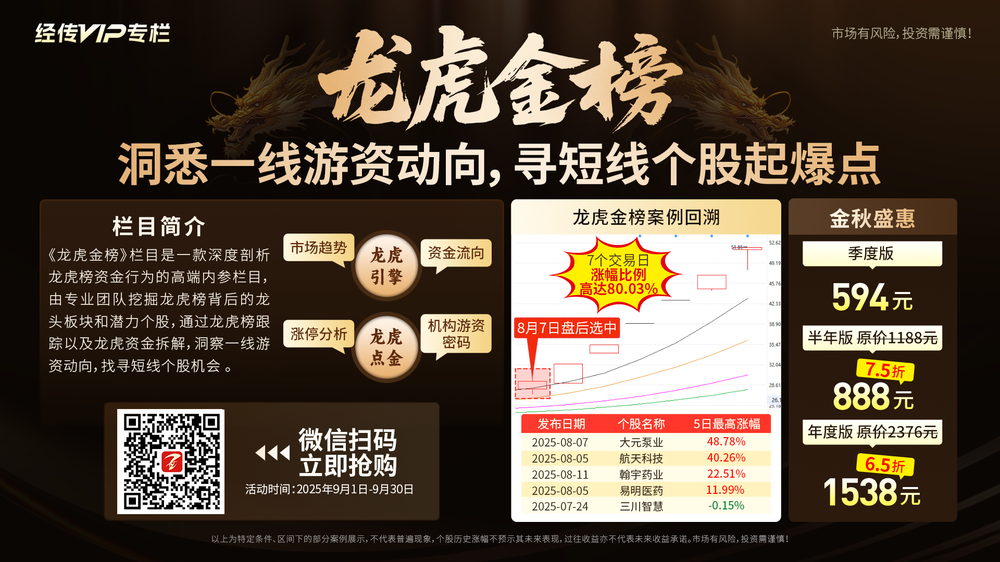 经传VIP专栏
市场有风险,投资需谨慎!
龙虎金榜
洞悉一线游资动向,寻短线个股起爆点
栏目简介
《龙虎金榜》栏目是一款深度剖析
龙虎榜资金行为的高端内参栏目,
由专业团队挖掘龙虎榜背后的龙
头板块和潜力个股,通过龙虎榜跟
踪以及龙虎资金拆解,洞察一线游
资动向,找寻短线个股机会 。
市场趋势
龙虎
引擎
资金流向
涨停分析
龙虎
点金
机构游资
密码
微信扫码
立即抢购
活动时间:2025年9月1日-9月30日
龙虎金榜案例回溯
7个交易日
涨幅比例
高达80.03%
8月7日盘后选中
51.85
52.62
49.19
45.76
42.33
38.90
35.47
32.04
28.61
26.1
25.18
发布日期 个股名称 5日最高涨幅
2025-08-07 大元泵业 48.78%
2025-08-05 航天科技 40.26%
2025-08-11 翰宇药业 22.51%
2025-08-05 易明医药 11.99%
2025-07-24 三川智慧 -0.15%
金秋盛惠
季度版
594元
半年版 原价1188元
7.5折
888元
年度版 原价2376元
6.5折
1538元
以上为特定条件、区间下的部分案例展示,不代表普遍现象,个股历史涨幅不预示其未来表现,过往收益亦不代表未来收益承诺。市场有风险,投资需谨慎!